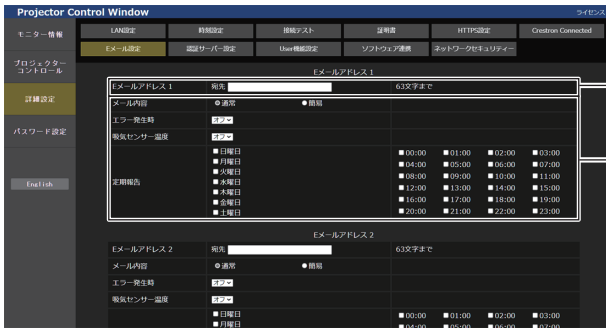 Projector Control Window
ライセンス
モニター情報
プロジェクター
コントロール
詳細設定
パスワード設定
English
LAN設定 時刻設定 接続テスト 証明書 HTTPS設定 Crestron Connected
Eメール設定 認証サーバー設定 User機能設定 ソフトウェア連携 ネットワークセキュリティー
Eメールアドレス 1
Eメールアドレス 1 宛先 63文字まで
メール内容 通常 簡易
エラー発生時 オフ
吸気センサー温度 オフ
定期報告
日曜日 00:00 01:00 02:00 03:00
月曜日 04:00 05:00 06:00 07:00
火曜日 08:00 09:00 10:00 11:00
水曜日 12:00 13:00 14:00 15:00
木曜日 16:00 17:00 18:00 19:00
金曜日 20:00 21:00 22:00 23:00
土曜日
Eメールアドレス 2
Eメールアドレス 2 宛先 63文字まで
メール内容 通常 簡易
エラー発生時 オフ
吸気センサー温度 オフ
日曜日 00:00 01:00 02:00 03:00
月曜日 04:00 05:00 06:00 07:00